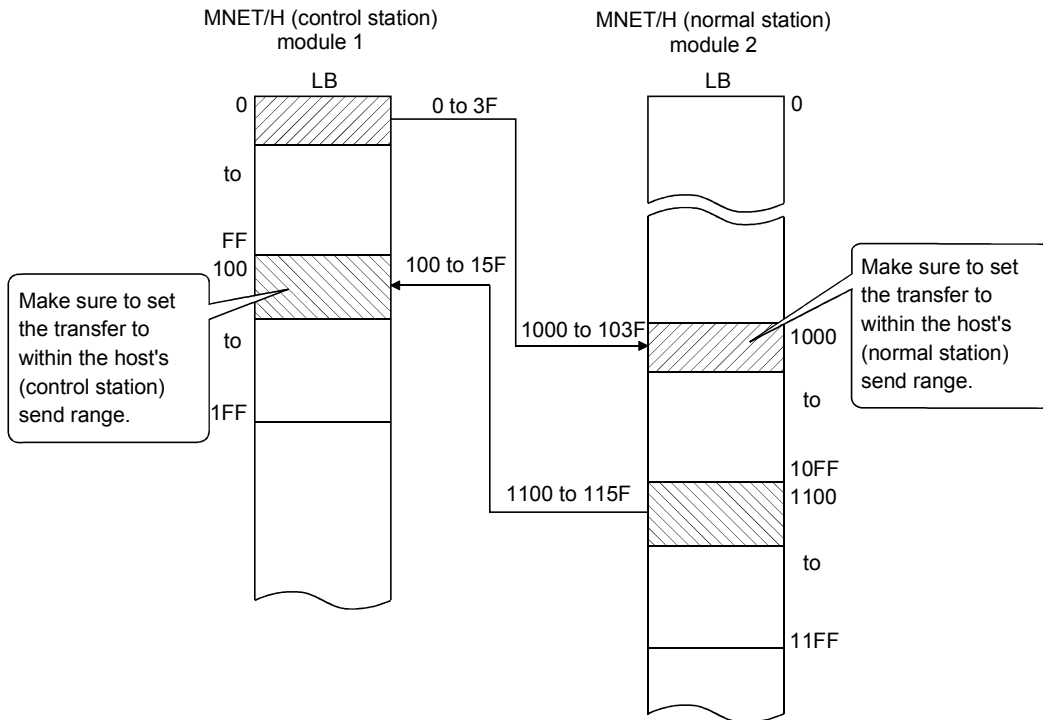 MNET/H (control station)
module 1
MNET/H (normal station)
module 2
LB
LB
0
0 to 3F
0
to
FF
100
100 to 15F
Make sure to set
the transfer to
within the host's
(control station)
send range.
to
1FF
Make sure to set
the transfer to
within the host's
(normal station)
send range.
1000 to 103F
1000
to
10FF
1100 to 115F
1100
to
11FF